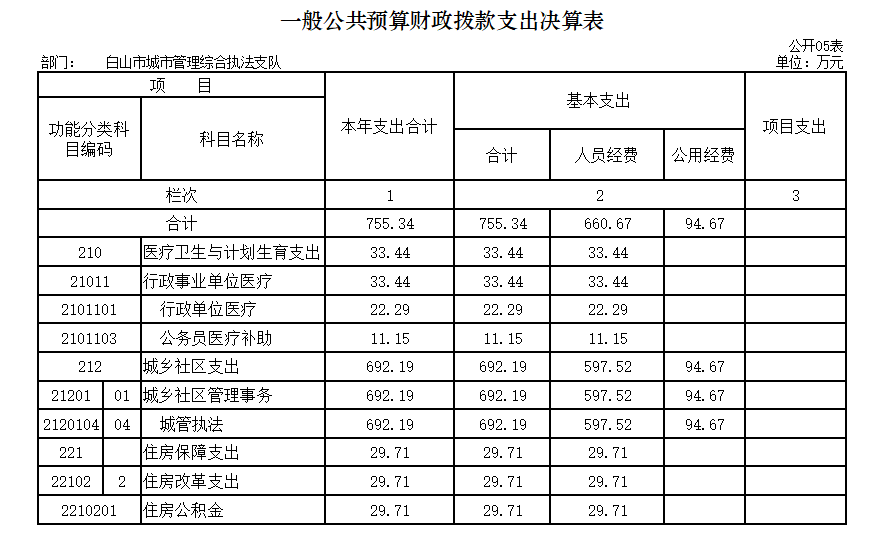 一般公共预算财政拨款支出决算表
公开05表
部门： 白山市城市管理综合执法支队 单位：万元
项 目 本年支出合计 基本支出 项目支出
功能分类科目编码 科目名称 合计 人员经费 公用经费
栏次 1 2 3
合计 755.34 755.34 660.67 94.67
210 医疗卫生与计划生育支出 33.44 33.44 33.44
21011 行政事业单位医疗 33.44 33.44 33.44
2101101 行政单位医疗 22.29 22.29 22.29
2101103 公务员医疗补助 11.15 11.15 11.15
212 城乡社区支出 692.19 692.19 597.52 94.67
21201 01 城乡社区管理事务 692.19 692.19 597.52 94.67
2120104 04 城管执法 692.19 692.19 597.52 94.67
221 住房保障支出 29.71 29.71 29.71
22102 2 住房改革支出 29.71 29.71 29.71
2210201 住房公积金 29.71 29.71 29.71